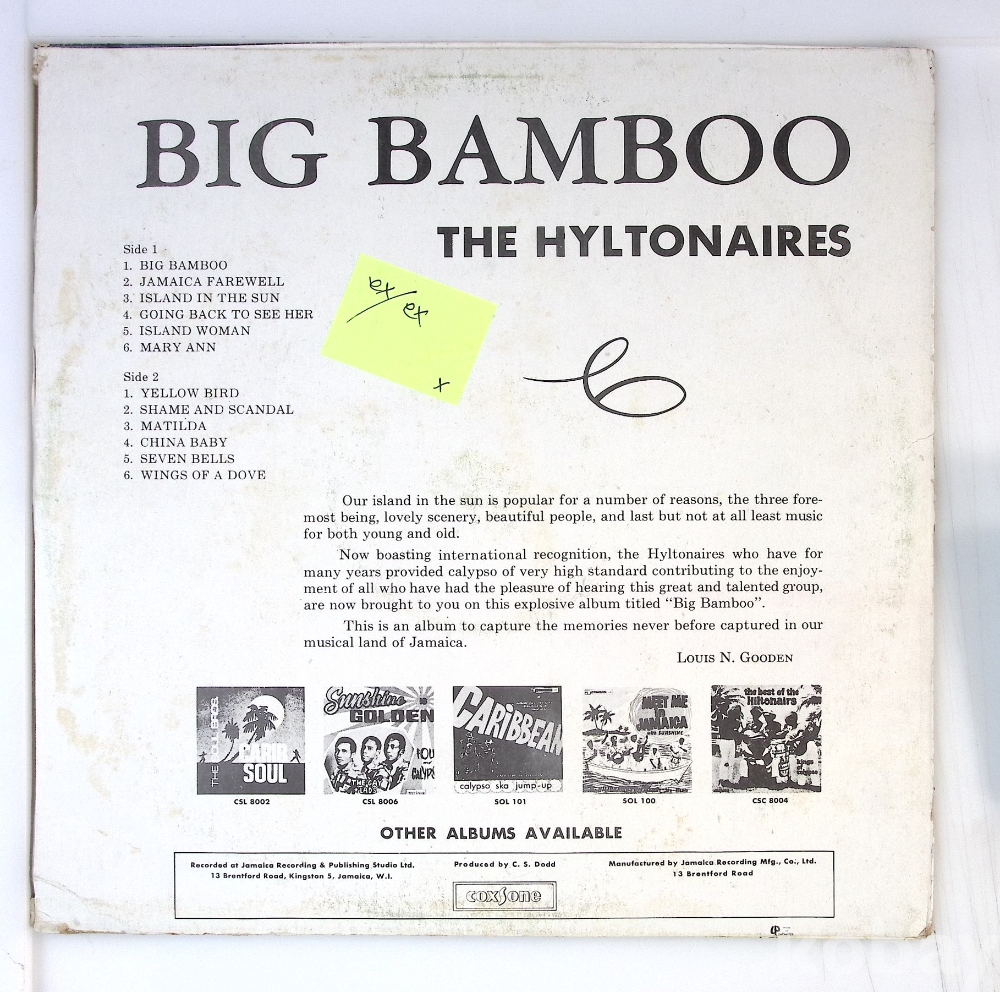 BIG BAMBOO
THE HYLTONAIRES
Side 1
1. BIG BAMBOO
2. JAMAICA FAREWELL
3. ISLAND IN THE SUN
4. GOING BACK TO SEE HER
5. ISLAND WOMAN
6. MARY ANN
Side 2
1. YELLOW BIRD
2. SHAME AND SCANDAL
3. MATILDA
4. CHINA BABY
5. SEVEN BELLS
6. WINGS OF A DOVE
Our island in the sun is popular for a number of reasons, the three fore-
most being, lovely scenery, beautiful people, and last but not at all least music
for both young and old.
Now boasting international recognition, the Hyltonaires who have for
many years provided calypso of very high standard contributing to the enjoy-
ment of all who have had the pleasure of hearing this great and talented group,
are now brought to you on this explosive album titled "Big Bamboo".
This is an album to capture the memories never before captured in our
musical land of Jamaica.
LOUIS N. GOODEN
CARIB
SOUL
Sunshine
is
GOLDEN
CARIBBEAN
calypso ska jump-up
MEET ME
in
JAMAICA
with SUNSHINE
the best of the
hiltonairs
kings
of
calypso
CSL 8002
CSL 8006
SOL 101
SOL 100
CSC 8004
OTHER ALBUMS AVAILABLE
Recorded at Jamaica Recording & Publishing Studio Ltd.
13 Brentford Road, Kingston 5, Jamaica, W.I.
Produced by C. S. Dodd
coxsone
Manufactured by Jamaica Recording Mfg., Co., Ltd.
13 Brentford Road